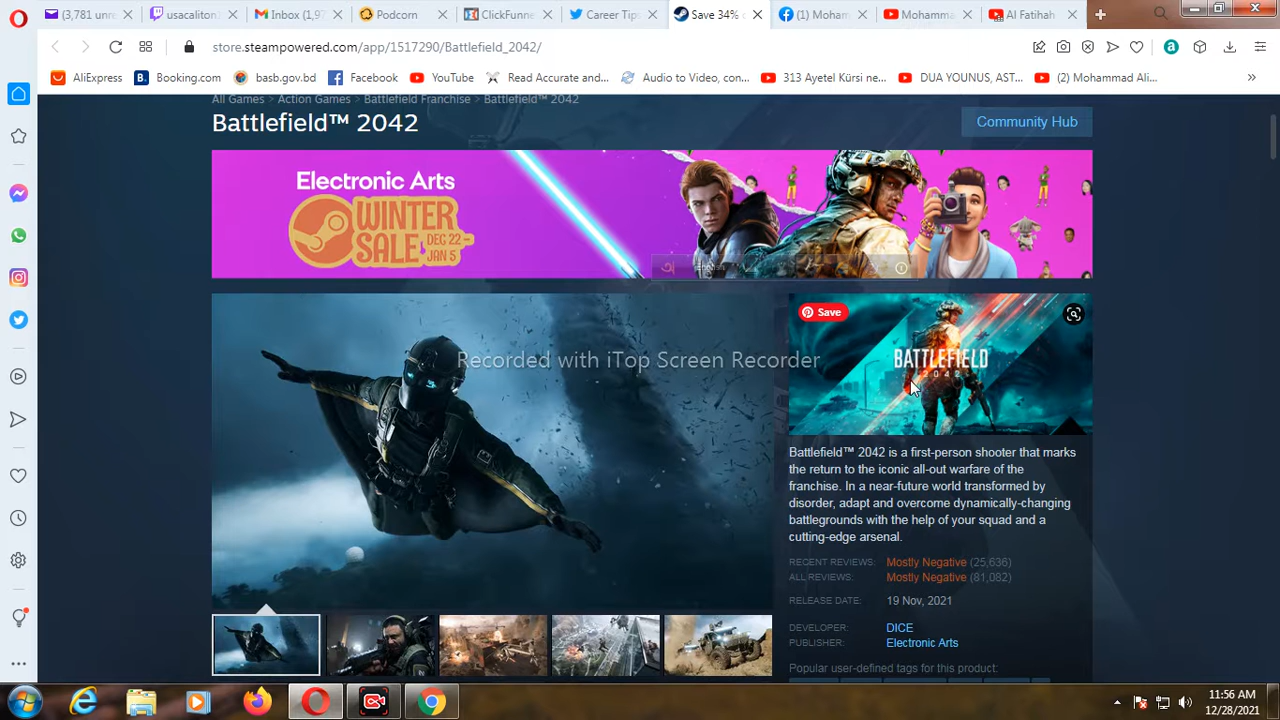 (3,781 unre
usacaliton
Inbox (1,97
Podcorn
ClickFunne
Career Tips
Save 34% o
(1) Moham
Mohamma
Al Fatihah
store.steampowered.com/app/1517290/Battlefield_2042/
AliExpress
Booking.com
basb.gov.bd
Facebook
YouTube
Read Accurate and...
Audio to Video, con...
313 Ayetel Kürsi ne...
DUA YOUNUS, AST...
(2) Mohammad Ali...
All Games > Action Games > Battlefield Franchise > Battlefield™ 2042
Battlefield™ 2042
Community Hub
Electronic Arts
WINTER
SALE
DEC 22 –
JAN 5
Save
BATTLEFIELD
2042
Recorded with iTop Screen Recorder
Battlefield™ 2042 is a first-person shooter that marks
the return to the iconic all-out warfare of the
franchise. In a near-future world transformed by
disorder, adapt and overcome dynamically-changing
battlegrounds with the help of your squad and a
cutting-edge arsenal.
RECENT REVIEWS: Mostly Negative (25,636)
ALL REVIEWS: Mostly Negative (81,082)
RELEASE DATE: 19 Nov, 2021
DEVELOPER: DICE
PUBLISHER: Electronic Arts
Popular user-defined tags for this product:
11:56 AM
12/28/2021